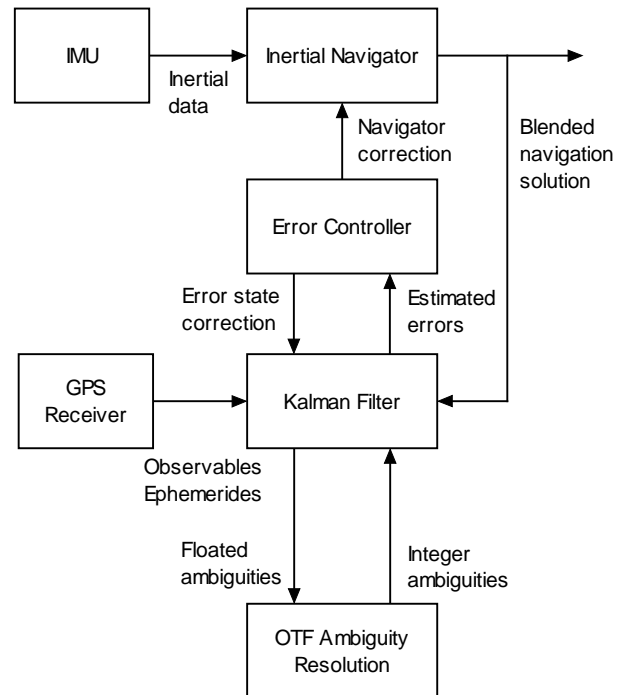 IMU
Inertial Navigator
Inertial
data
Navigator
correction
Blended
navigation
solution
Error Controller
Error state
correction
Estimated
errors
GPS
Receiver
Kalman Filter
Observables
Ephemerides
Floated
ambiguities
Integer
ambiguities
OTF Ambiguity
Resolution